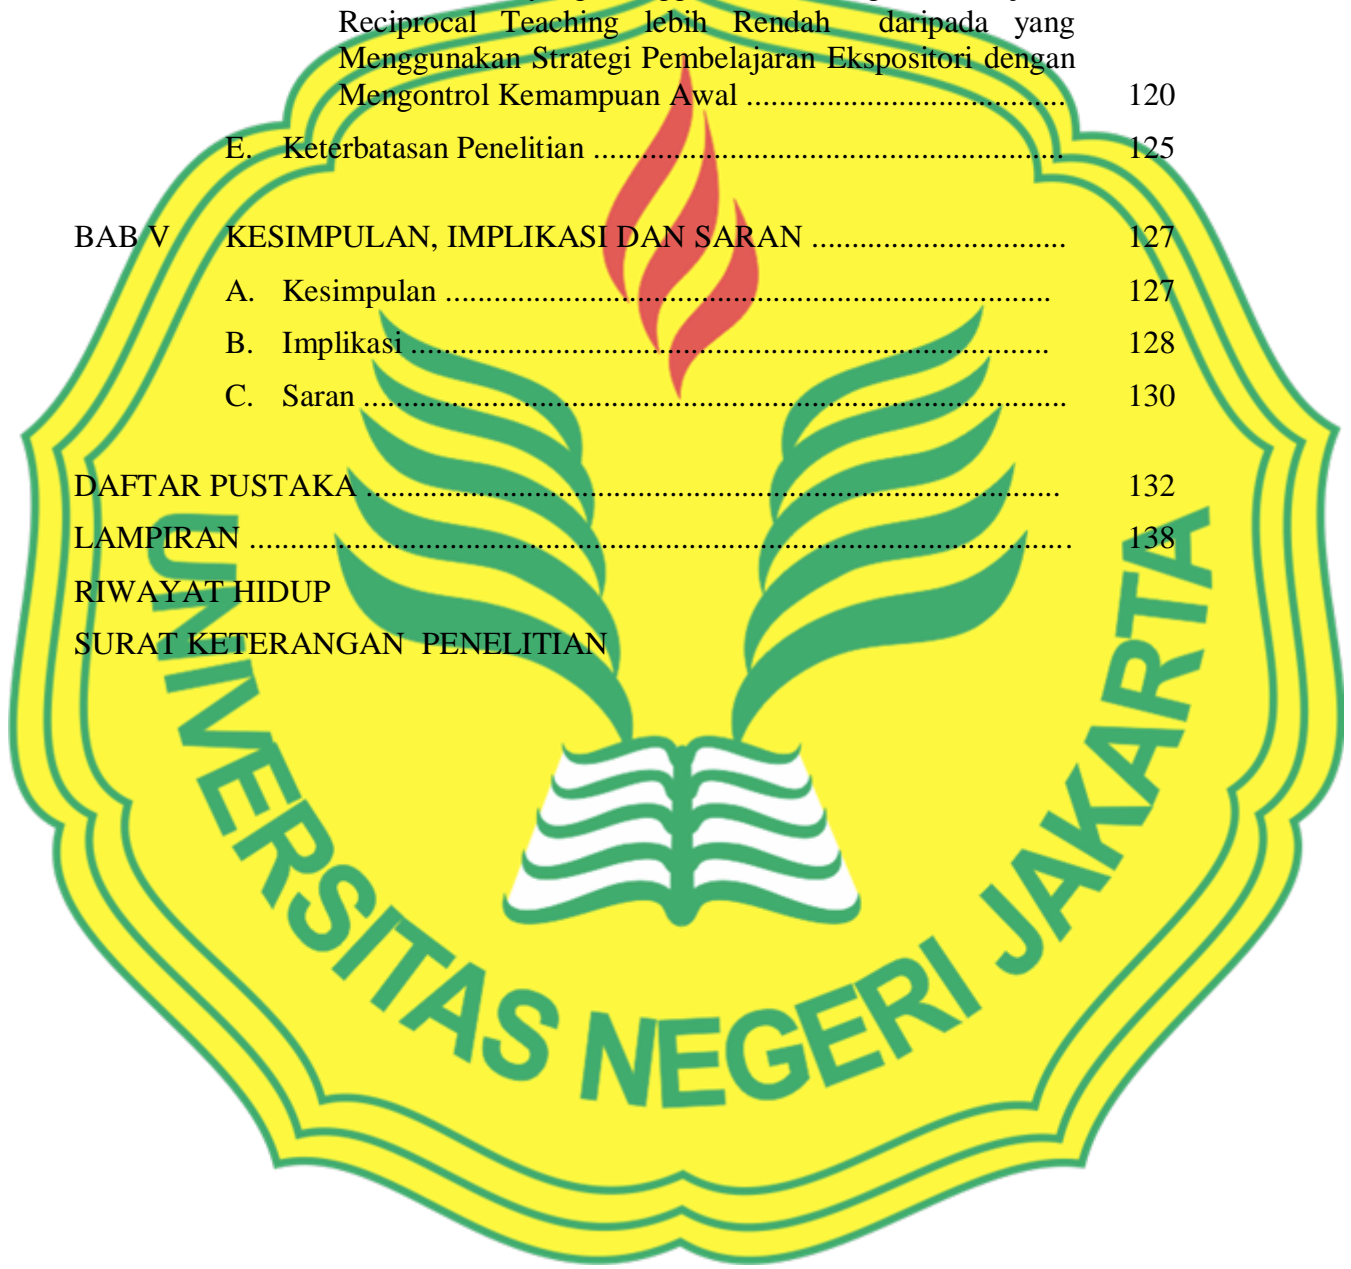 Reciprocal Teaching lebih Rendah daripada yang
Menggunakan Strategi Pembelajaran Ekspositori dengan
Mengontrol Kemampuan Awal ....................................... 120
E. Keterbatasan Penelitian .......................................................... 125
BAB V KESIMPULAN, IMPLIKASI DAN SARAN ............................... 127
A. Kesimpulan ........................................................................... 127
B. Implikasi ............................................................................... 128
C. Saran ...................................................................................... 130
DAFTAR PUSTAKA ...................................................................................... 132
LAMPIRAN ..................................................................................................... 138
RIWAYAT HIDUP
SURAT KETERANGAN PENELITIAN
UNIVERSITAS NEGERI JAKARTA